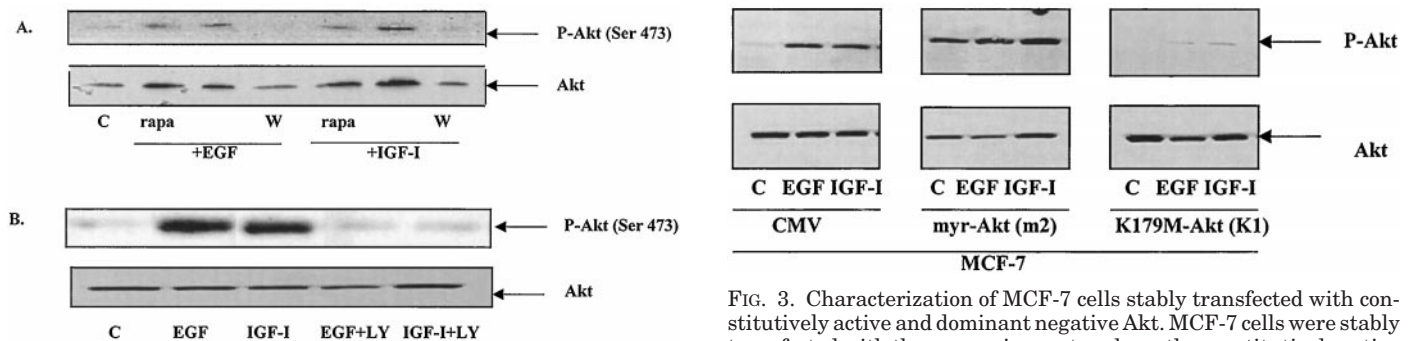 A.
P-Akt (Ser 473)
Akt
C rapa W rapa W
+EGF +IGF-I
B.
P-Akt (Ser 473)
Akt
C EGF IGF-I EGF+LY IGF-I+LY
P-Akt
Akt
C EGF IGF-I C EGF IGF-I C EGF IGF-I
CMV myr-Akt (m2) K179M-Akt (K1)
MCF-7
FIG. 3. Characterization of MCF-7 cells stably transfected with con-
stitutively active and dominant negative Akt. MCF-7 cells were stably